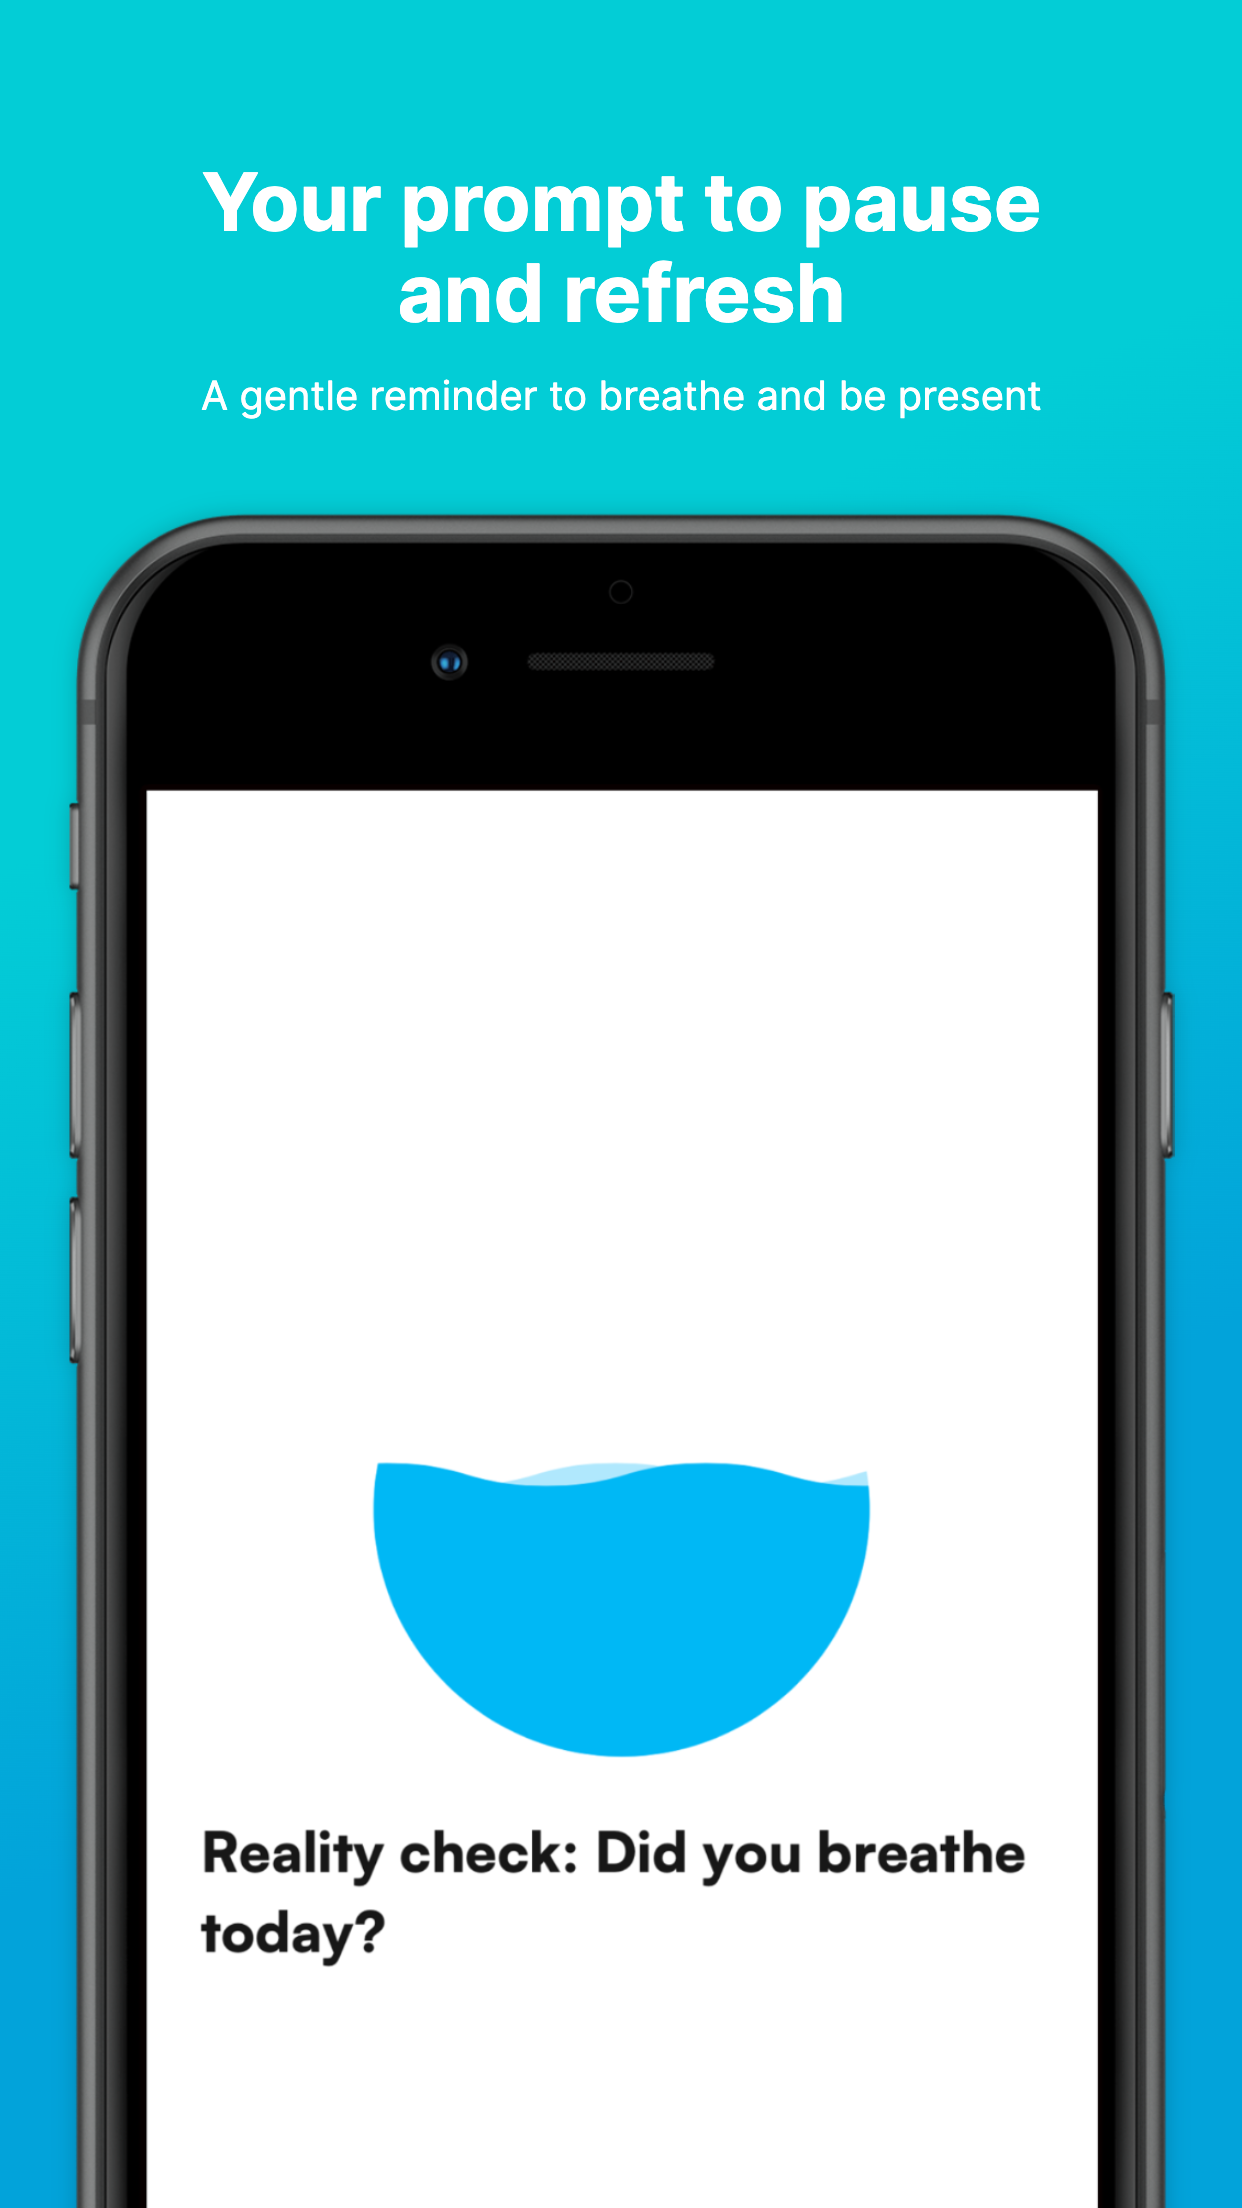 Your prompt to pause
and refresh
A gentle reminder to breathe and be present
Reality check: Did you breathe
today?